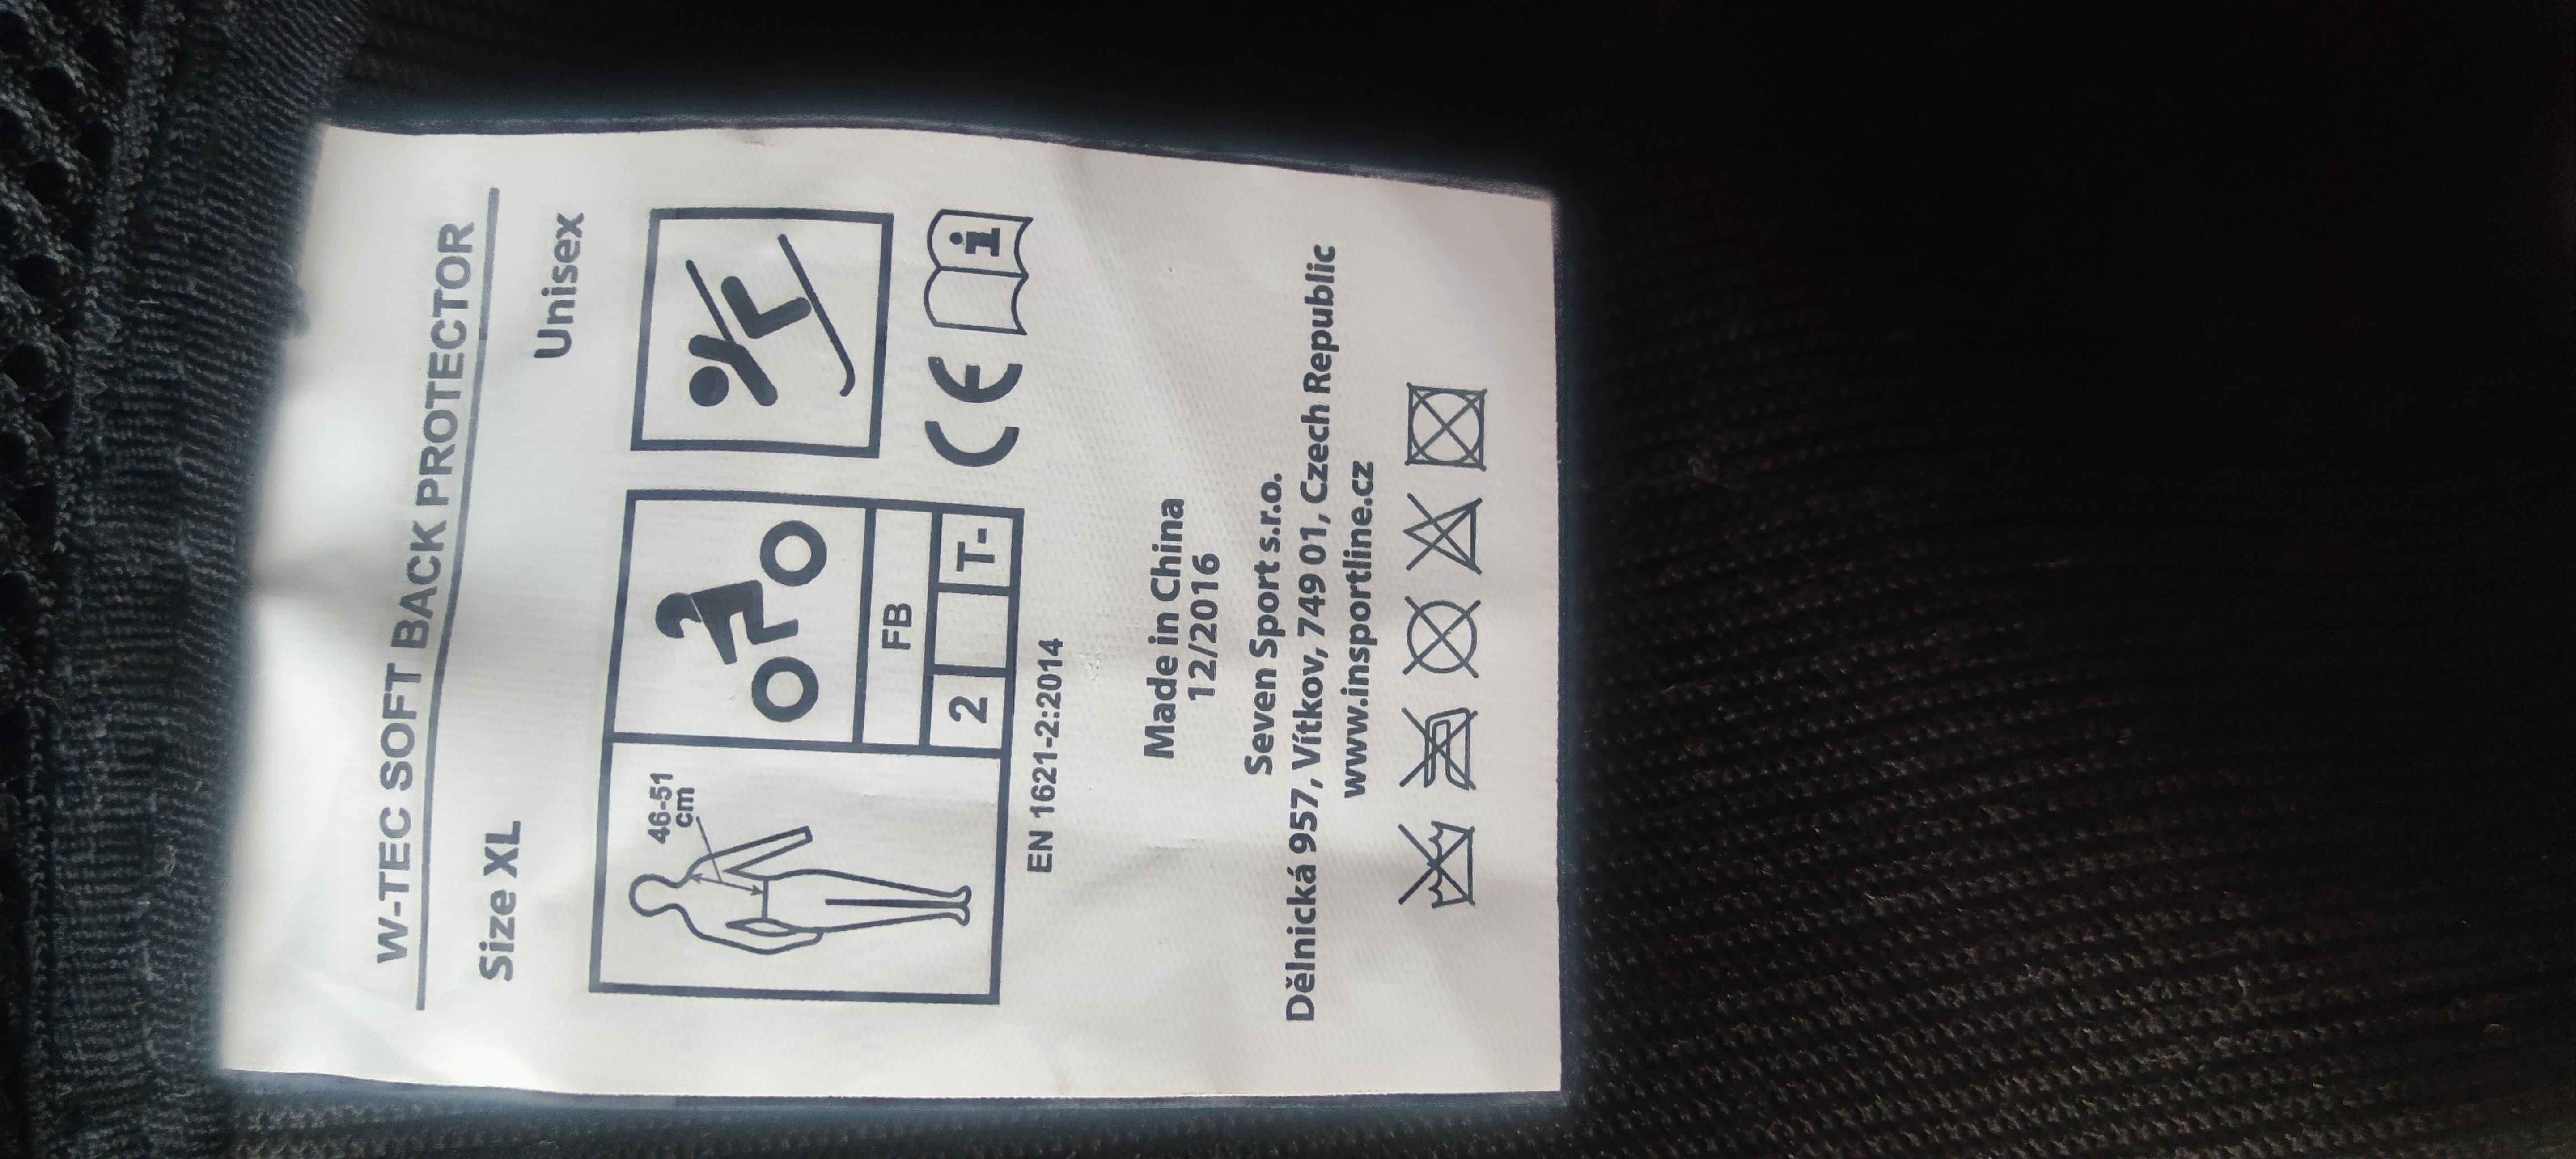 W-TEC SOFT BACK PROTECTOR
Size XL
Unisex
46-51
cm
FB
2
T-
EN 1621-2:2014
CE
i
Made in China
12/2016
Seven Sport s.r.o.
Dělnická 957, Vítkov, 749 01, Czech Republic
www.insportline.cz